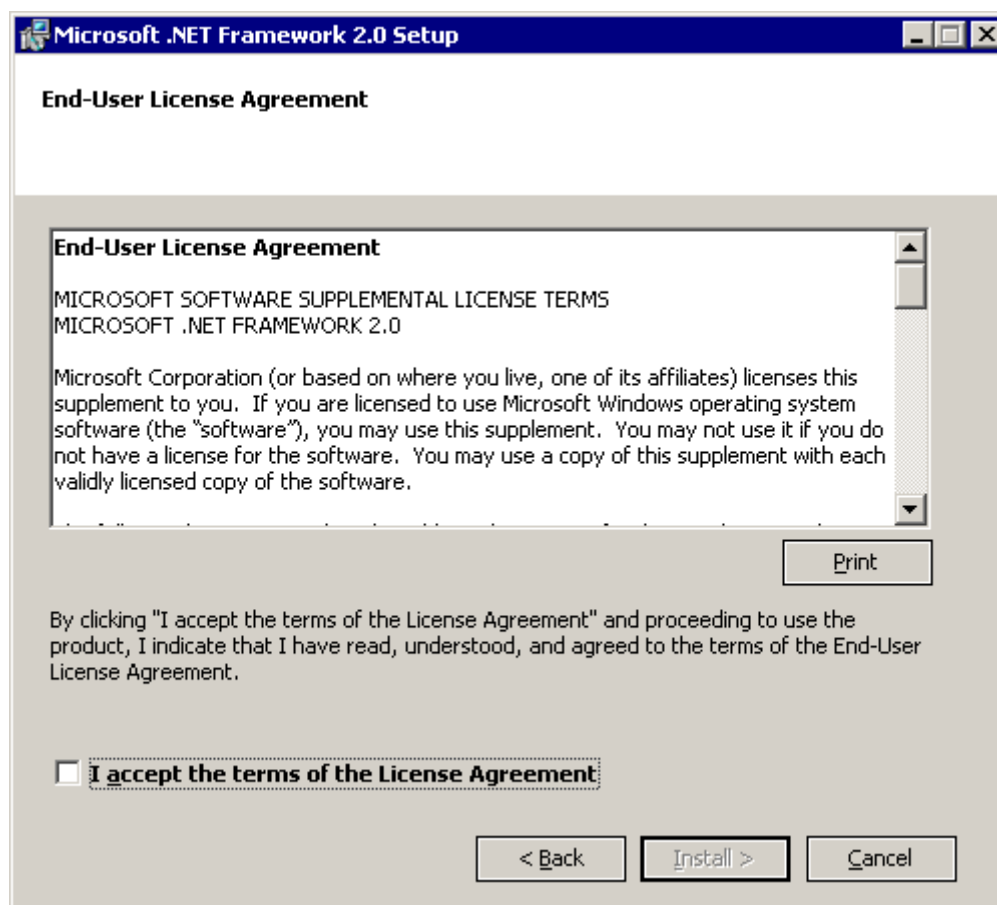 Microsoft .NET Framework 2.0 Setup
End-User License Agreement
End-User License Agreement
MICROSOFT SOFTWARE SUPPLEMENTAL LICENSE TERMS
MICROSOFT .NET FRAMEWORK 2.0
Microsoft Corporation (or based on where you live, one of its affiliates) licenses this
supplement to you.  If you are licensed to use Microsoft Windows operating system
software (the “software”), you may use this supplement.  You may not use it if you do
not have a license for the software.  You may use a copy of this supplement with each
validly licensed copy of the software.
Print
By clicking "I accept the terms of the License Agreement" and proceeding to use the
product, I indicate that I have read, understood, and agreed to the terms of the End-User
License Agreement.
I accept the terms of the License Agreement
< Back
Install >
Cancel